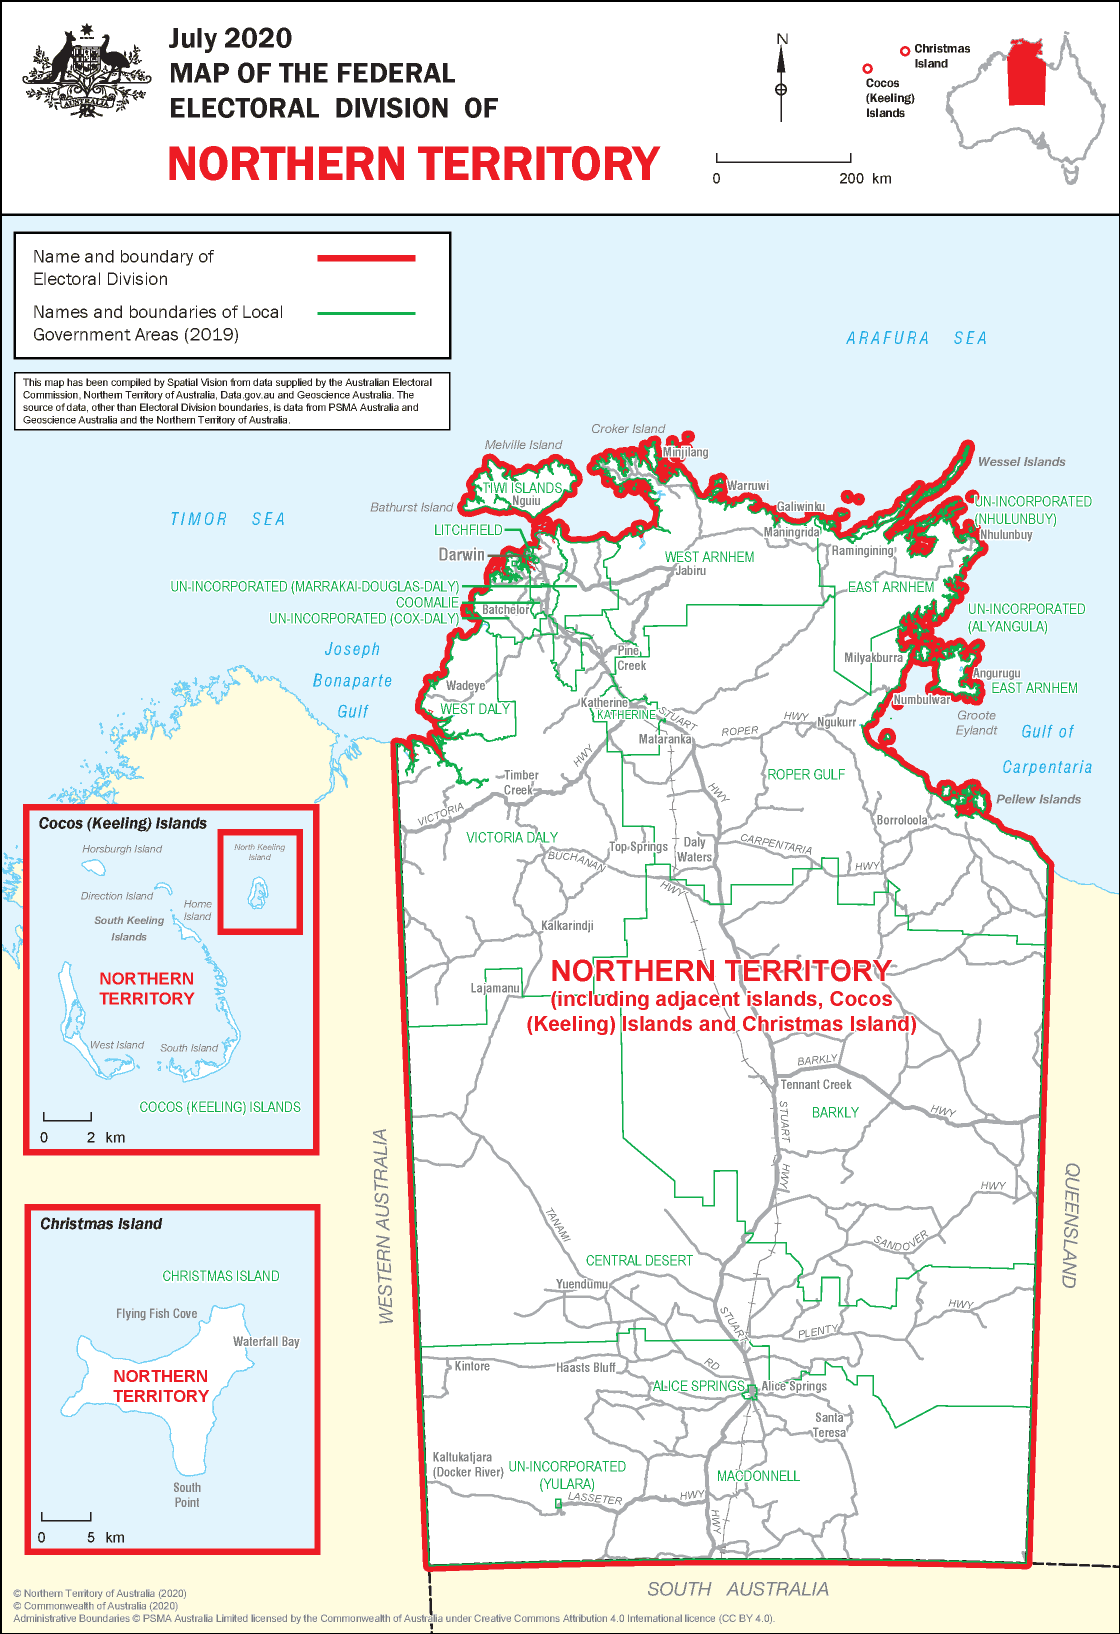 July 2020
MAP OF THE FEDERAL
ELECTORAL DIVISION OF
NORTHERN TERRITORY
AUSTRALIA
N
0 200 km
Christmas
Island
Cocos
(Keeling)
Islands
Name and boundary of
Electoral Division
Names and boundaries of Local
Government Areas (2019)
This map has been compiled by Spatial Vision from data supplied by the Australian Electoral
Commission, Northern Territory of Australia, Data.gov.au and Geoscience Australia. The
source of data, other than Electoral Division boundaries, is data from PSMA Australia and
Geoscience Australia and the Northern Territory of Australia.
ARAFURA SEA
TIMOR SEA
Croker Island
Melville Island
Minjilang
Wessel Islands
TIWI ISLANDS
Nguiu
Warruwi
Bathurst Island
Galiwinku
UN-INCORPORATED
(NHULUNBUY)
LITCHFIELD
Maningrida
Nhulunbuy
Darwin
WEST ARNHEM
Ramingining
Jabiru
UN-INCORPORATED (MARRAKAI-DOUGLAS-DALY)
EAST ARNHEM
COOMALIE
Batchelor
UN-INCORPORATED
(ALYANGULA)
UN-INCORPORATED (COX-DALY)
Joseph
Bonaparte
Gulf
Pine
Creek
Milyakburra
Angurugu
EAST ARNHEM
Wadeye
Numbulwar
WEST DALY
Katherine
KATHERINE
STUART
HWY
Ngukurr
Groote
Eylandt
Gulf of
Carpentaria
Mataranka
ROPER
HWY
Timber
Creek
HWY
ROPER GULF
Pellew Islands
VICTORIA
Borroloola
VICTORIA DALY
Top Springs
Daly
Waters
CARPENTARIA
BUCHANAN
HWY
HWY
Kalkarindji
Lajamanu
NORTHERN TERRITORY
(including adjacent islands, Cocos
(Keeling) Islands and Christmas Island)
BARKLY
Tennant Creek
BARKLY
HWY
STUART
HWY
WESTERN AUSTRALIA
QUEENSLAND
HWY
TANAMI
SANDOVER
CENTRAL DESERT
Yuendumu
HWY
STUART
PLENTY
Kintore
Haasts Bluff
RD
ALICE SPRINGS
Alice Springs
Santa
Teresa
Kaltukatjara
(Docker River)
UN-INCORPORATED
(YULARA)
MACDONNELL
LASSETER
HWY
HWY
SOUTH AUSTRALIA
Cocos (Keeling) Islands
Horsburgh Island
North Keeling
Island
Direction Island
Home
Island
South Keeling
Islands
NORTHERN
TERRITORY
West Island
South Island
COCOS (KEELING) ISLANDS
0 2 km
Christmas Island
CHRISTMAS ISLAND
Flying Fish Cove
Waterfall Bay
NORTHERN
TERRITORY
South
Point
0 5 km
© Northern Territory of Australia (2020)
© Commonwealth of Australia (2020)
Administrative Boundaries © PSMA Australia Limited licensed by the Commonwealth of Australia under Creative Commons Attribution 4.0 International licence (CC BY 4.0).